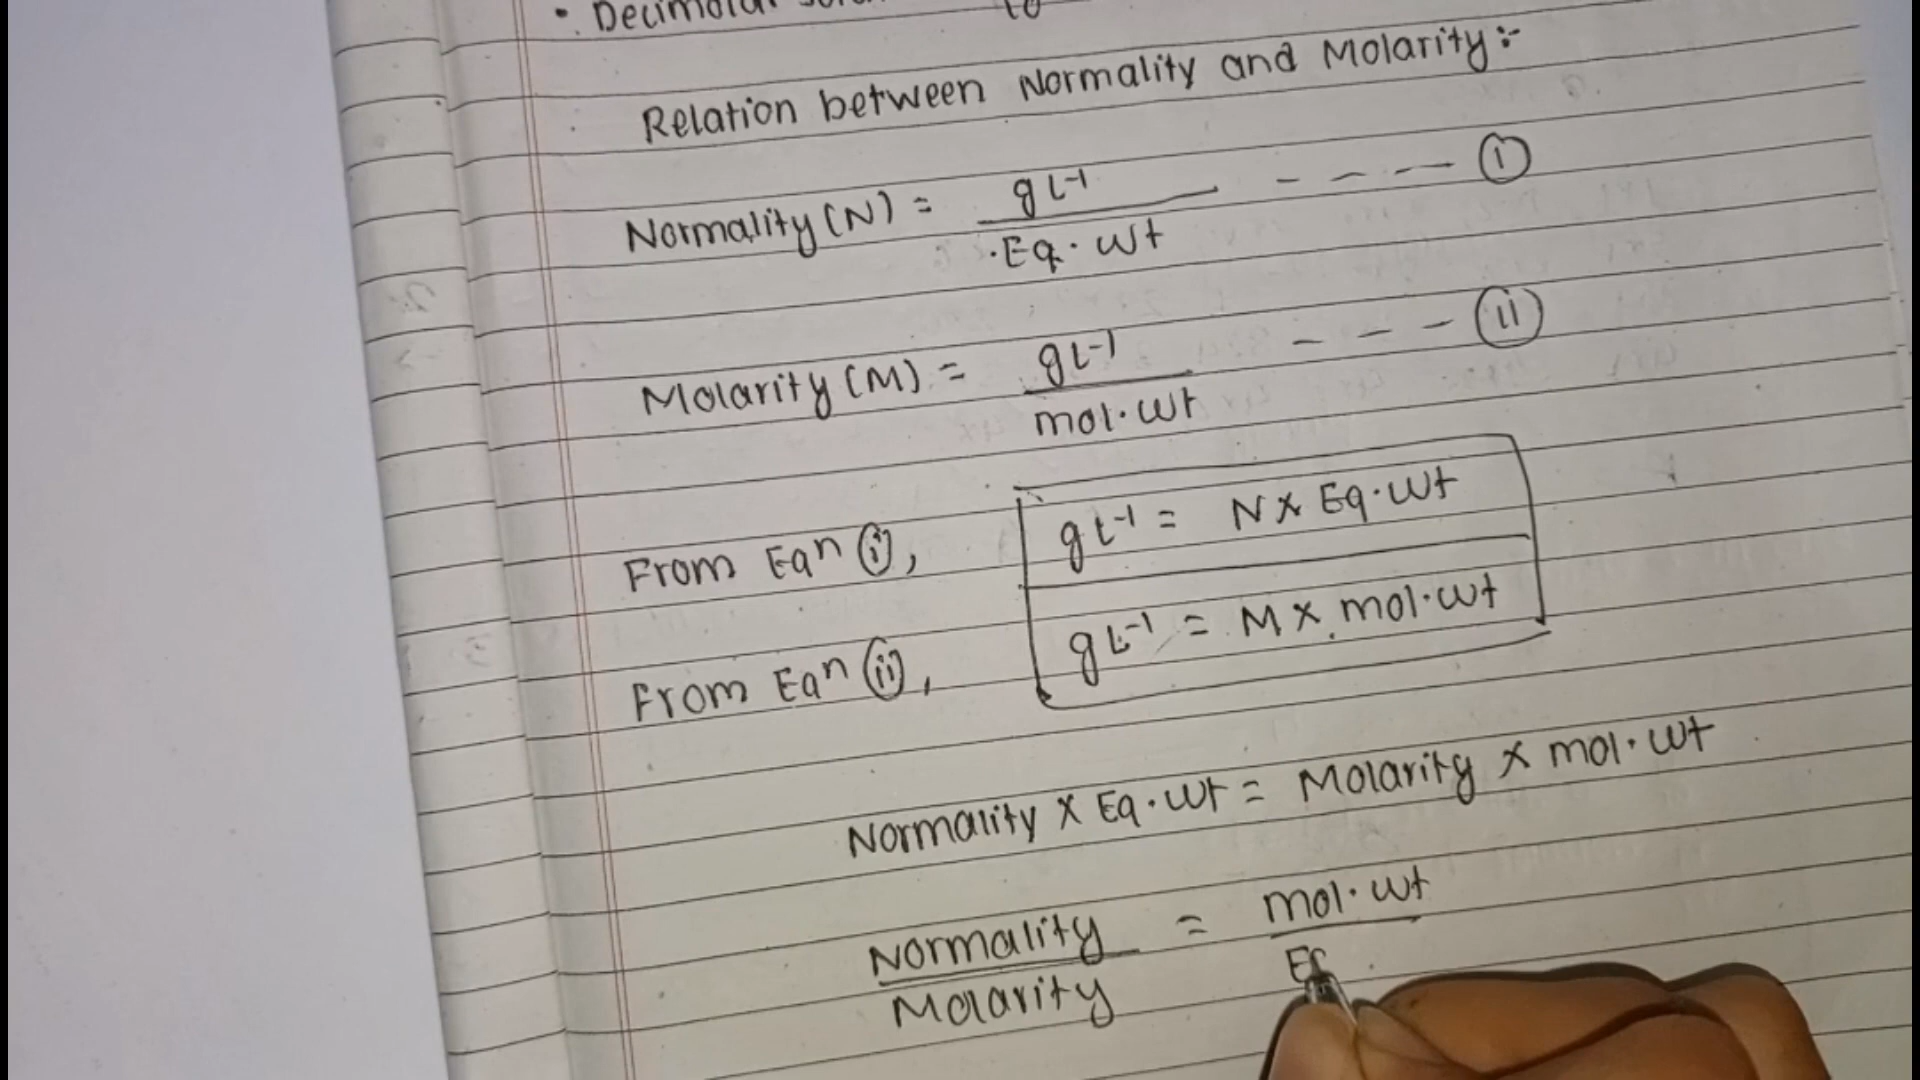 • Decimolar
Relation between Normality and Molarity:-
Normality (N) = gL⁻¹ / Eq. wt - - - - (i)
Molarity (M) = gL⁻¹ / mol. wt - - - (ii)
From Eqn (i), gL⁻¹ = N x Eq. wt
From Eqn (ii), gL⁻¹ = M x mol. wt
Normality x Eq. wt = Molarity x mol. wt
Normality / Molarity = mol. wt / Eq